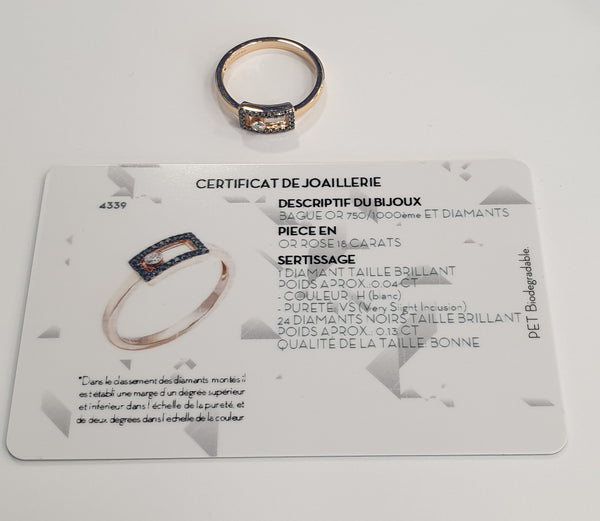 CERTIFICAT DE JOAILLERIE
4339
DESCRIPTIF DU BIJOUX
BAGUE OR 750/1000ème ET DIAMANTS
PIECE EN
OR ROSE 18 CARATS
SERTISSAGE
1 DIAMANT TAILLE BRILLANT
POIDS APROX.: 0.04 CT
- COULEUR : H (blanc)
- PURETE: VS (Very Slight Inclusion)
24 DIAMANTS NOIRS TAILLE BRILLANT
POIDS APROX.: 0.13 CT
QUALITÉ DE LA TAILLE: BONNE
PET Biodegradable.
"Dans le classement des diamants montés il
est établi une marge d'un degrée supérieur
et inférieur dans l'échelle de la pureté, et
de deux degrées dans l'echelle de la couleur